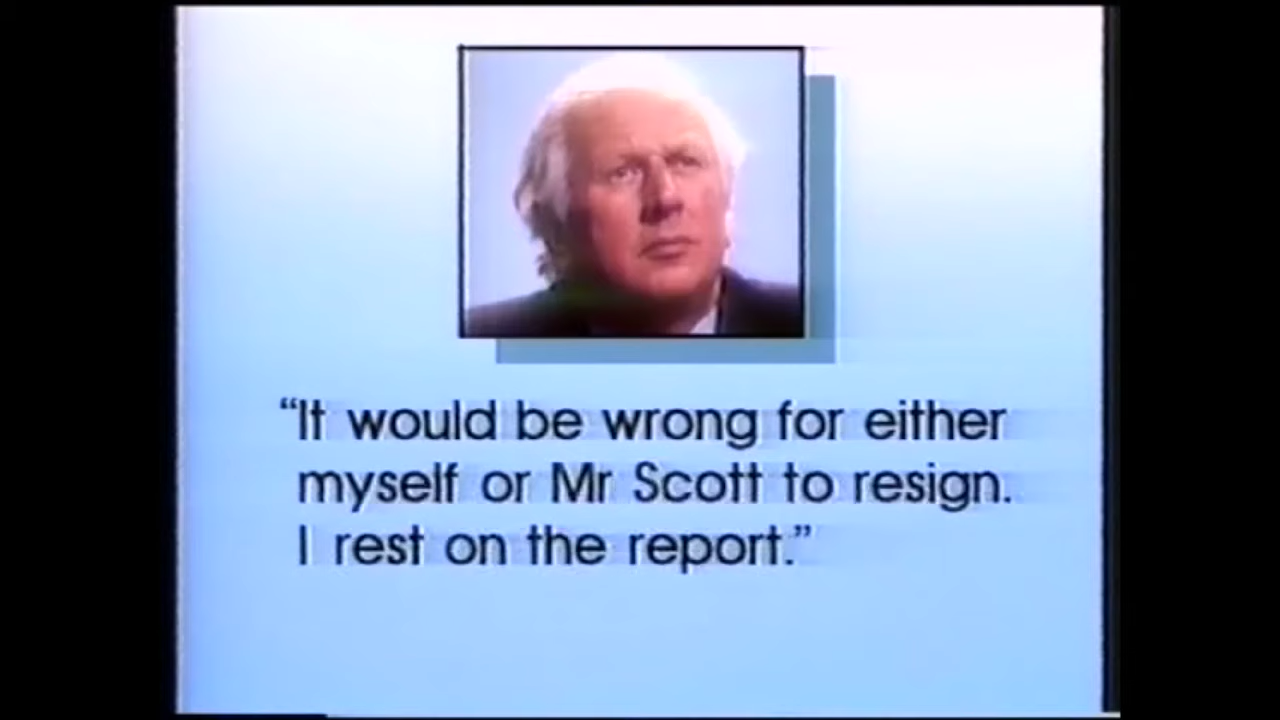 “It would be wrong for either
myself or Mr Scott to resign.
I rest on the report.”